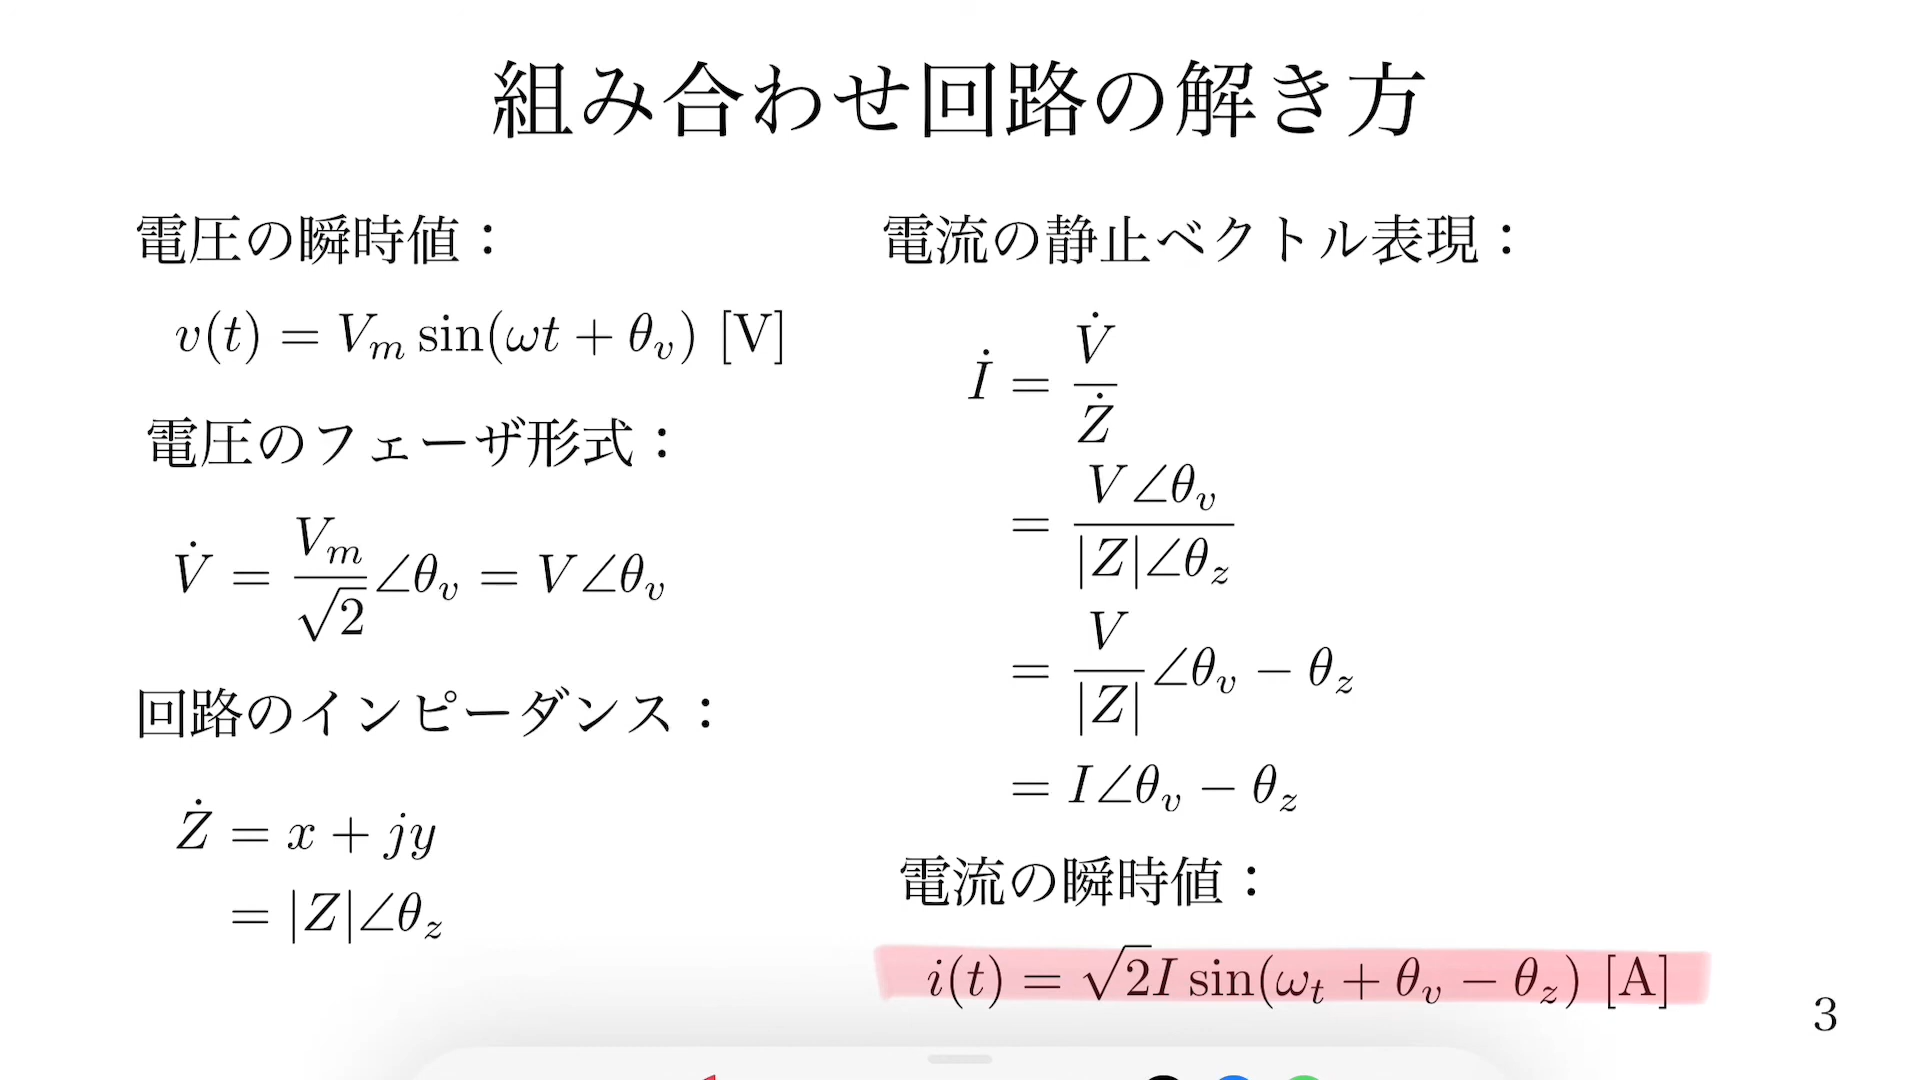 組み合わせ回路の解き方
電圧の瞬時値：
v(t) = V_m sin(ωt + θ_v) [V]
電圧のフェーザ形式：
V̇ = V_m/√2 ∠θ_v = V∠θ_v
回路のインピーダンス：
Ż = x + jy
= |Z|∠θ_z
電流の静止ベクトル表現：
İ = V̇/Ż
= V∠θ_v/|Z|∠θ_z
= V/|Z| ∠θ_v − θ_z
= I∠θ_v − θ_z
電流の瞬時値：
i(t) = √2I sin(ω_t + θ_v − θ_z) [A]
3